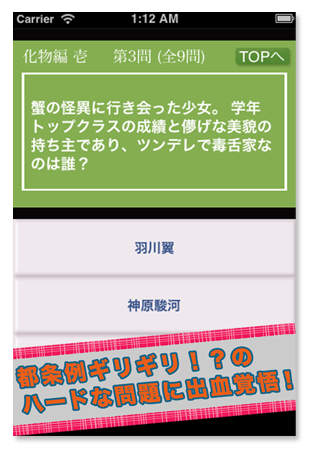 Carrier 1:12 AM
化物編 壱 第3問 (全9問) TOPへ
蟹の怪異に行き会った少女。 学年
トップクラスの成績と儚げな美貌の
持ち主であり、ツンデレで毒舌家な
のは誰？
羽川翼
神原駿河
都条例ギリギリ！？の
ハードな問題に出血覚悟！